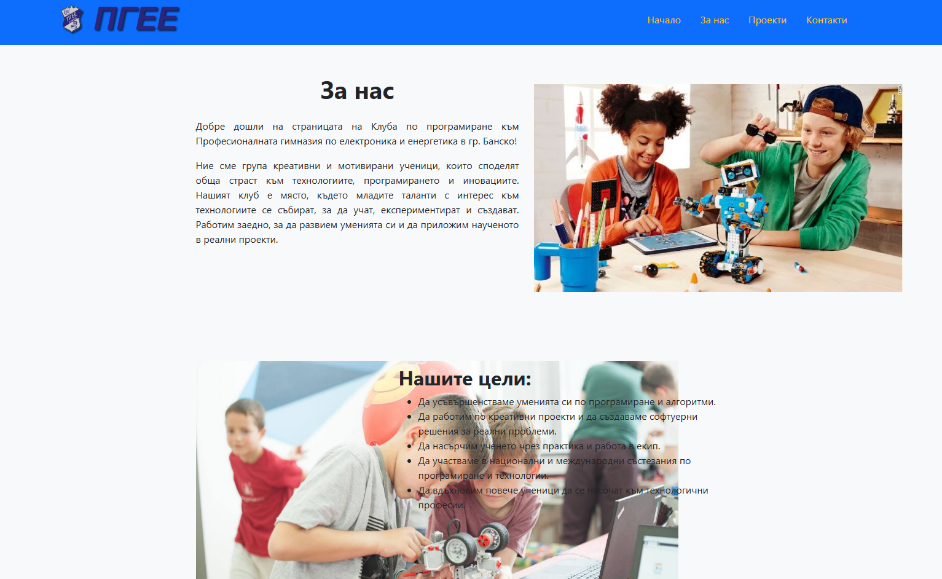 ПГЕЕ
Начало За нас Проекти Контакти
За нас
Добре дошли на страницата на Клуба по програмиране към
Професионалната гимназия по електроника и енергетика в гр. Банско!
Ние сме група креативни и мотивирани ученици, които споделят
обща страст към технологиите, програмирането и иновациите.
Нашият клуб е място, където младите таланти с интерес към
технологиите се събират, за да учат, експериментират и създават.
Работим заедно, за да развием уменията си и да приложим наученото
в реални проекти.
Нашите цели:
Да усъвършенстваме уменията си по програмиране и алгоритми.
Да работим по креативни проекти и да създаваме софтуерни
решения за реални проблеми.
Да насърчим ученето чрез практика и работа в екип.
Да участваме в национални и международни състезания по
програмиране и технологии.
Да вдъхновим повече ученици да се насочат към технологични
професии.